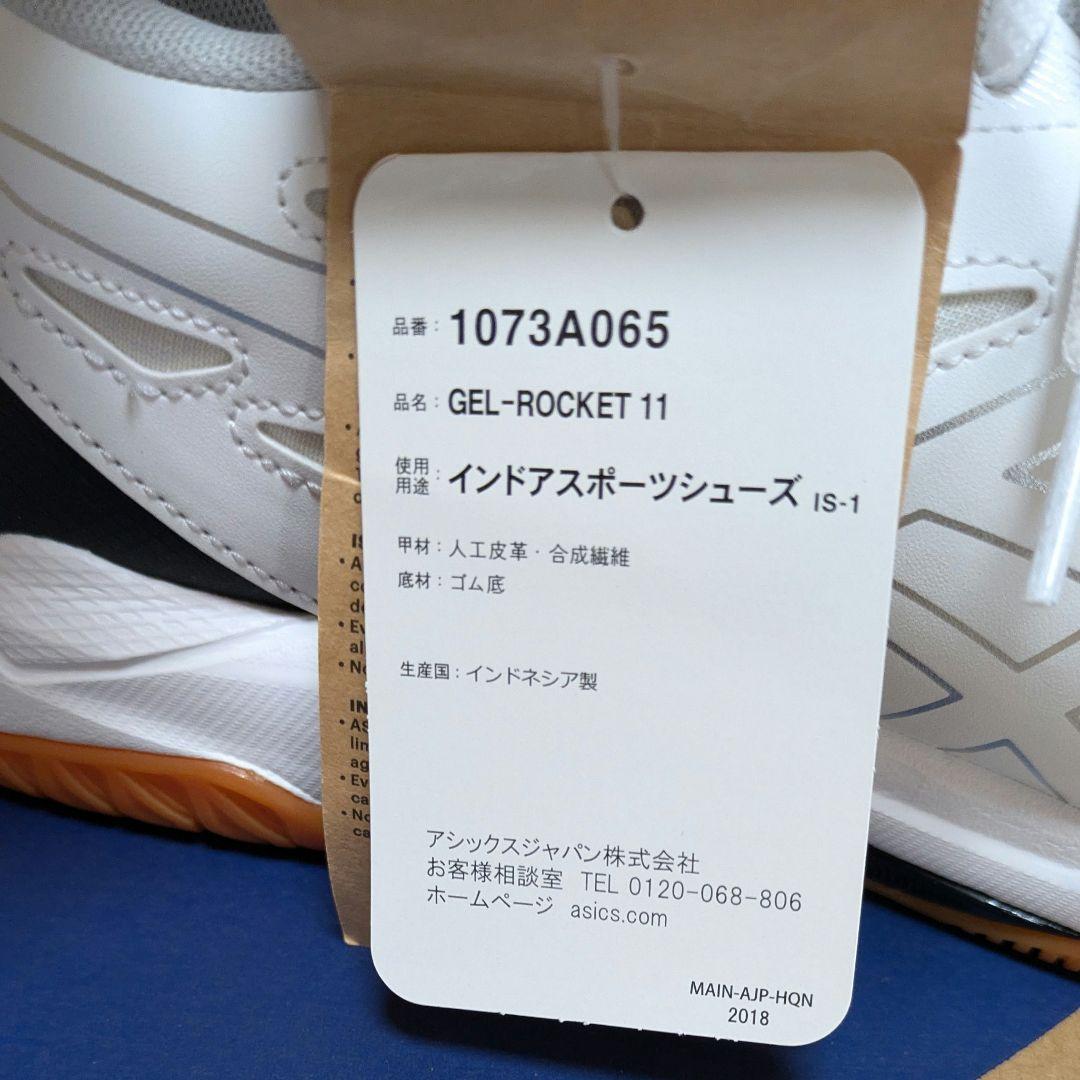 品番: 1073A065
品名: GEL-ROCKET 11
使用用途: インドアスポーツシューズ IS-1
甲材: 人工皮革・合成繊維
底材: ゴム底
生産国: インドネシア製
アシックスジャパン株式会社
お客様相談室 TEL 0120-068-806
ホームページ asics.com
MAIN-AJP-HQN
2018